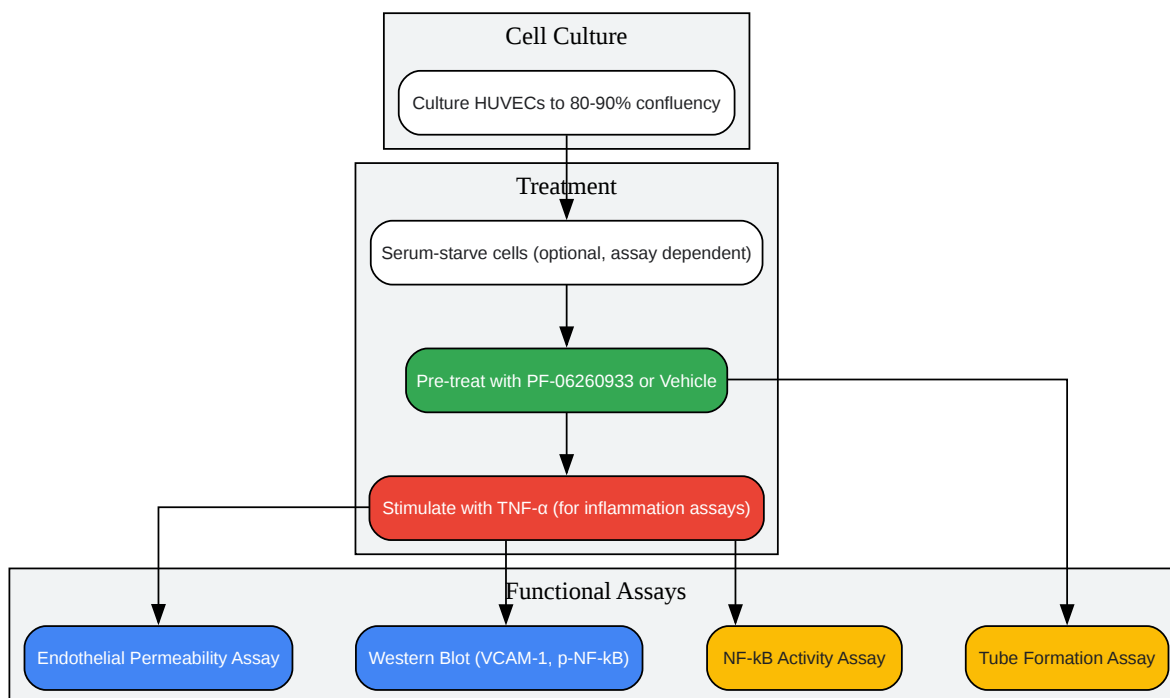 Cell Culture
Culture HUVECs to 80-90% confluency
Treatment
Serum-starve cells (optional, assay dependent)
Pre-treat with PF-06260933 or Vehicle
Stimulate with TNF-α (for inflammation assays)
Functional Assays
Endothelial Permeability Assay
Western Blot (VCAM-1, p-NF-kB)
NF-kB Activity Assay
Tube Formation Assay